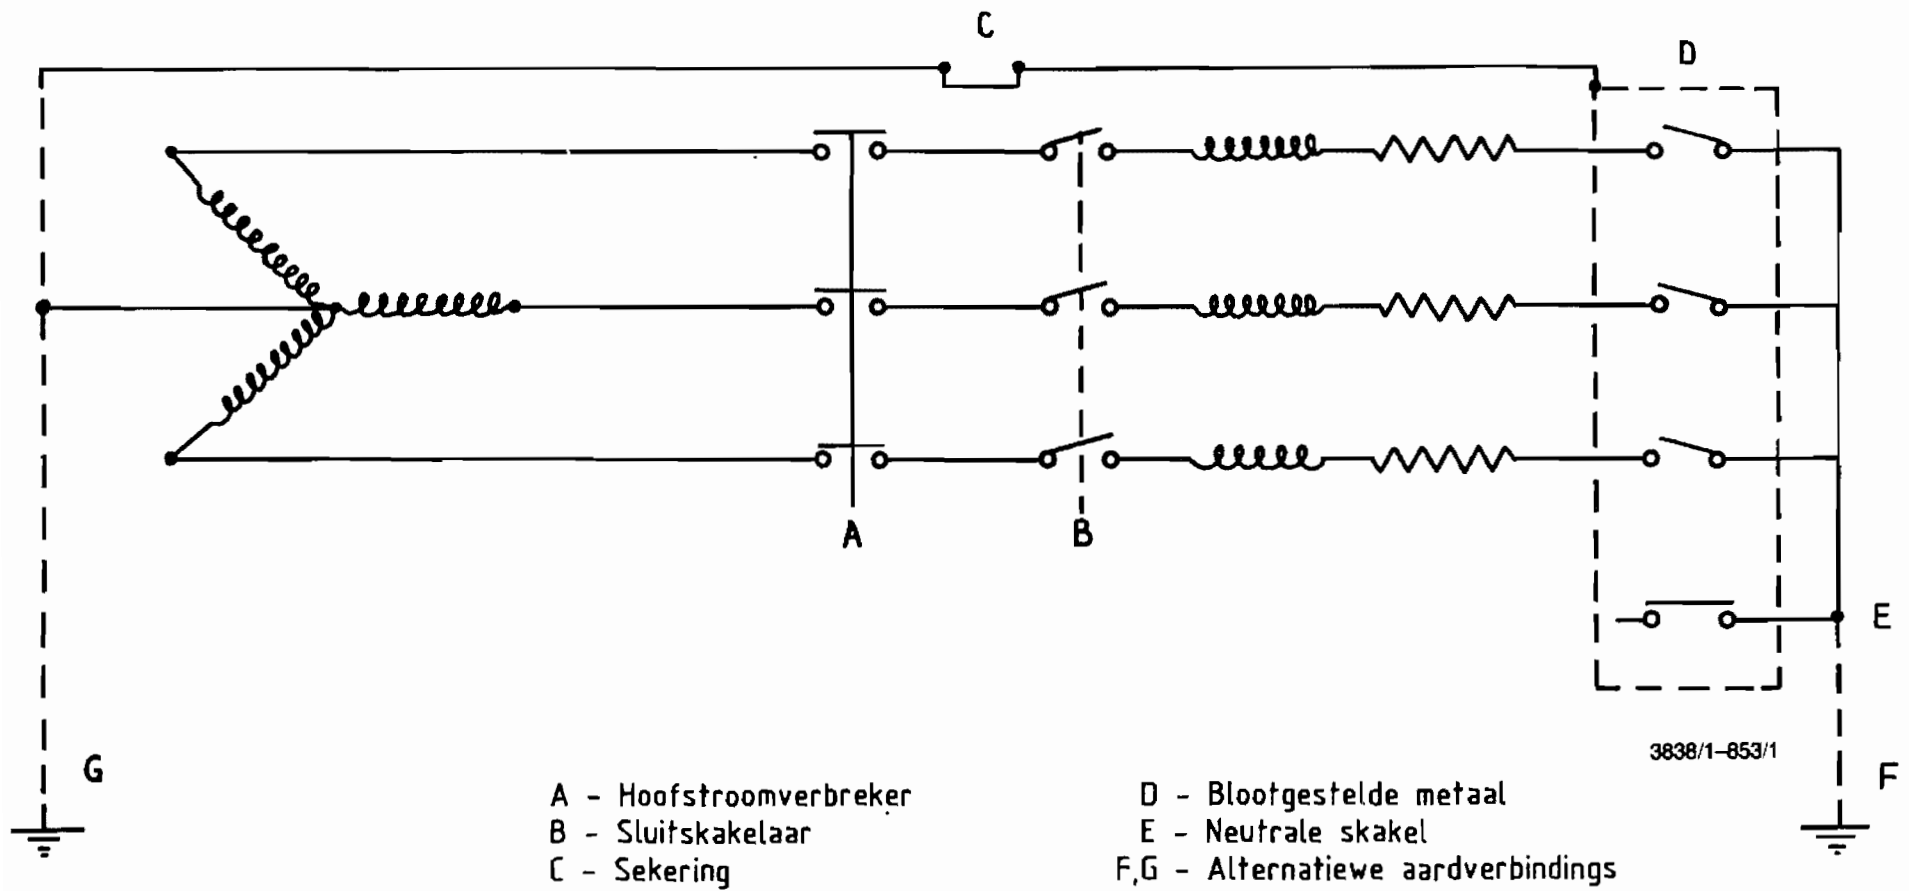 C
D
A
B
E
3838/1–853/1
G
F
A - Hoofstroomverbreker
B - Sluitskakelaar
C - Sekering
D - Blootgestelde metaal
E - Neutrale skakel
F,G - Alternatiewe aardverbindings